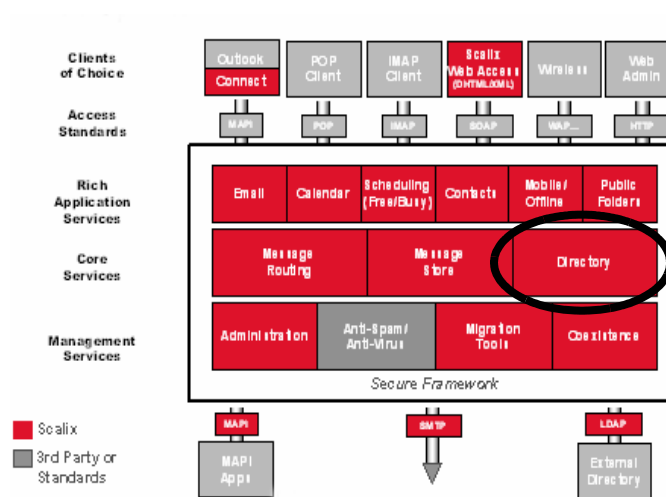 Clients
of Choice
Outlook
Connect
POP
Client
IMAP
Client
Scalix
Web Access
(DHTML/XML)
Wireless
Web
Admin
Access
Standards
MAPI
POP
IMAP
SOAP
WAP...
HTTP
Rich
Application
Services
Email
Calendar
Scheduling
(Free/Busy)
Contacts
Mobile/
Offline
Public
Folders
Core
Services
Message
Routing
Message
Store
Directory
Management
Services
Administration
Anti-Spam/
Anti-Virus
Migration
Tools
Coexistence
Secure Framework
Scalix
3rd Party or
Standards
MAPI
SMTP
LDAP
MAPI
Apps
External
Directory